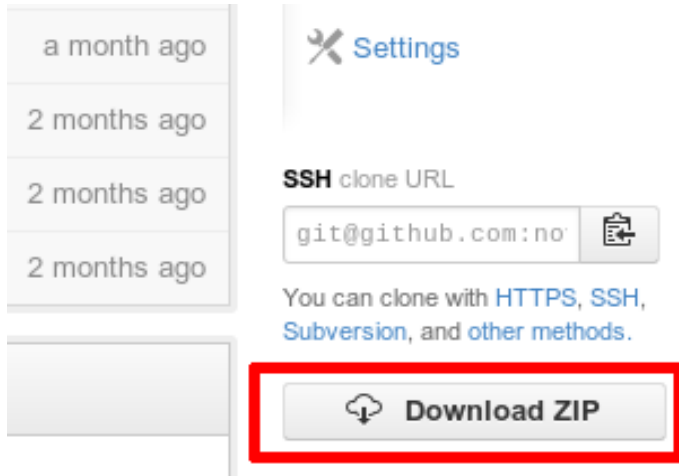 a month ago
2 months ago
2 months ago
2 months ago
Settings
SSH clone URL
git@github.com:no
You can clone with HTTPS, SSH,
Subversion, and other methods.
Download ZIP